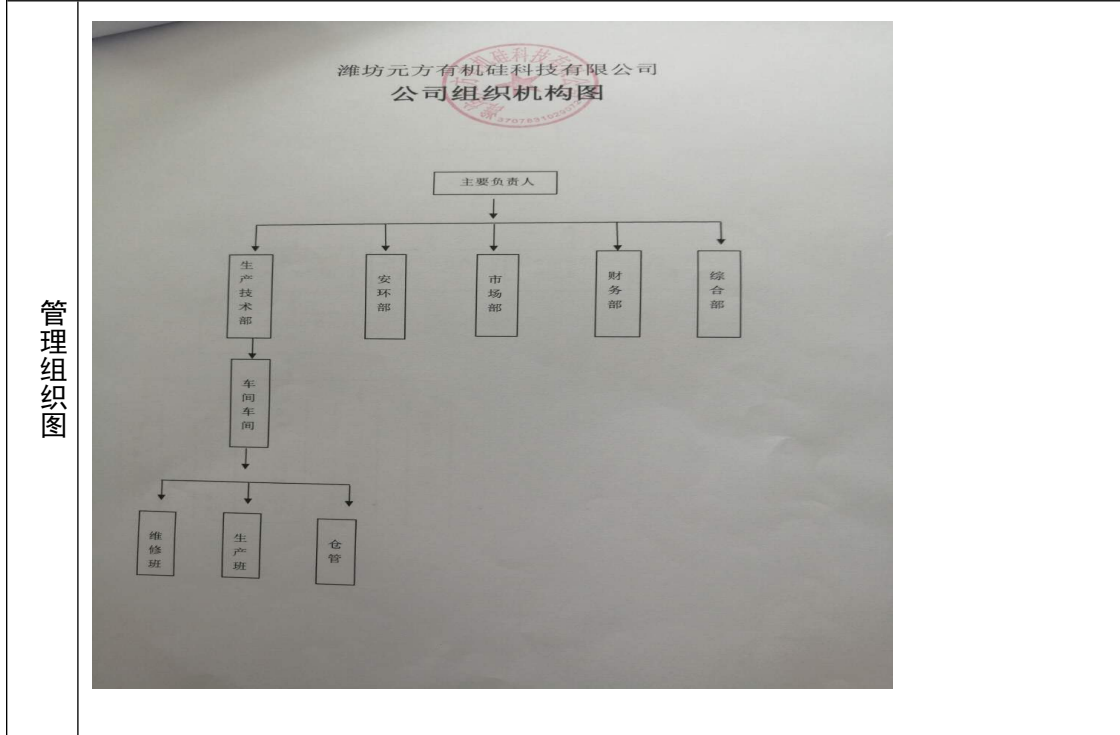 管理组织图
潍坊元方有机硅科技有限公司
公司组织机构图
主要负责人
生产技术部
安环部
市场部
财务部
综合部
车间车间
维修班
生产班
仓管